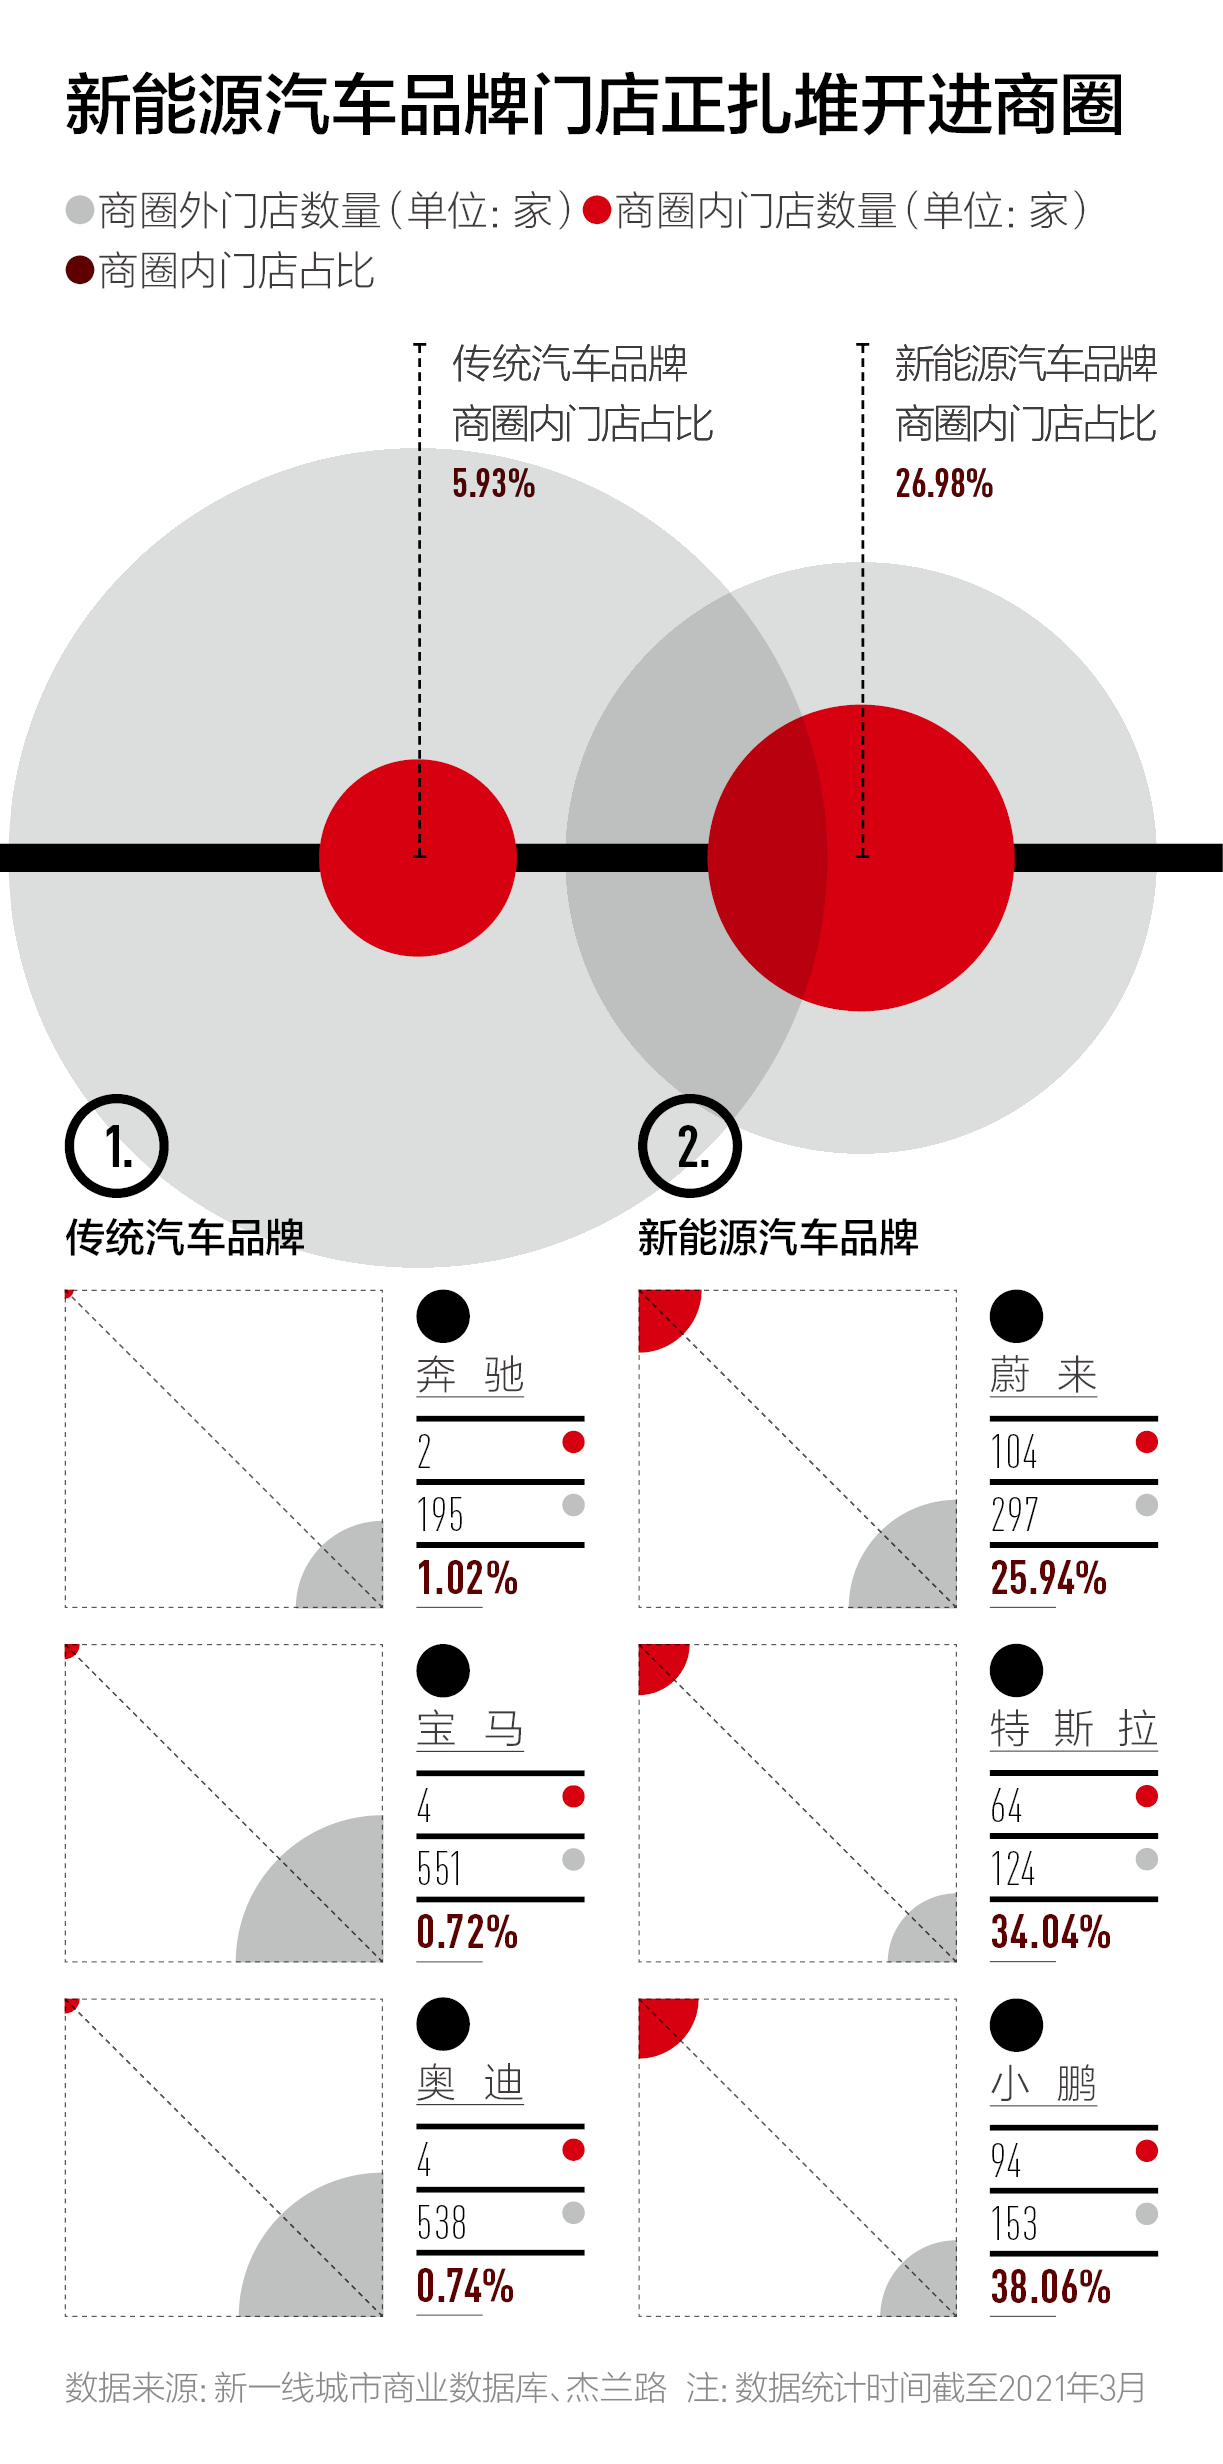 新能源汽车品牌门店正扎堆开进商圈
商圈外门店数量（单位：家）商圈内门店数量（单位：家）
商圈内门店占比
传统汽车品牌
商圈内门店占比
5.93%
新能源汽车品牌
商圈内门店占比
26.98%
1.
传统汽车品牌
奔驰
2
195
1.02%
宝马
4
551
0.72%
奥迪
4
538
0.74%
2.
新能源汽车品牌
蔚来
104
297
25.94%
特斯拉
64
124
34.04%
小鹏
94
153
38.06%
数据来源：新一线城市商业数据库、杰兰路 注：数据统计时间截至2021年3月